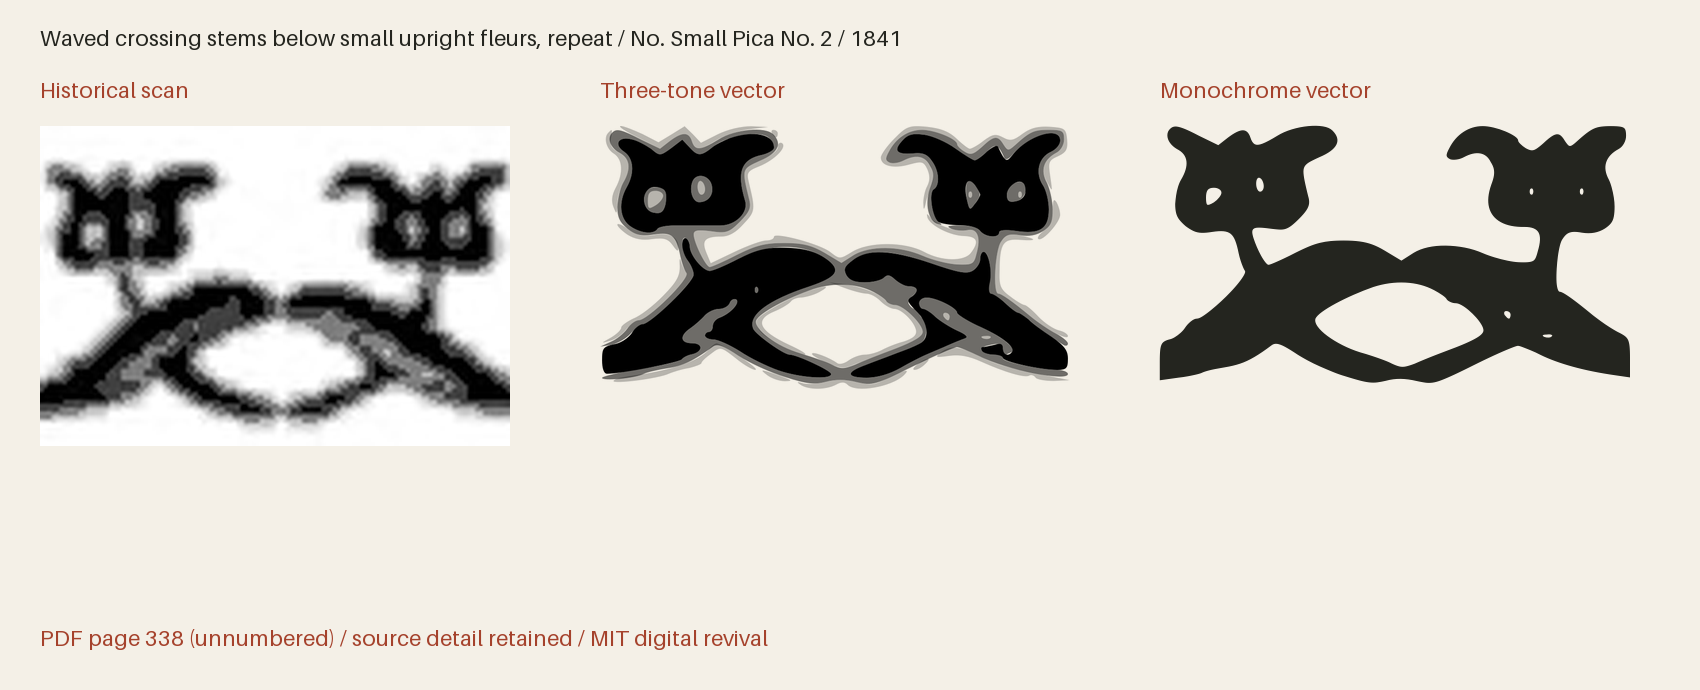 Waved crossing stems below small upright fleurs, repeat / No. Small Pica No. 2 / 1841
Historical scan
Three-tone vector
Monochrome vector
PDF page 338 (unnumbered) / source detail retained / MIT digital revival